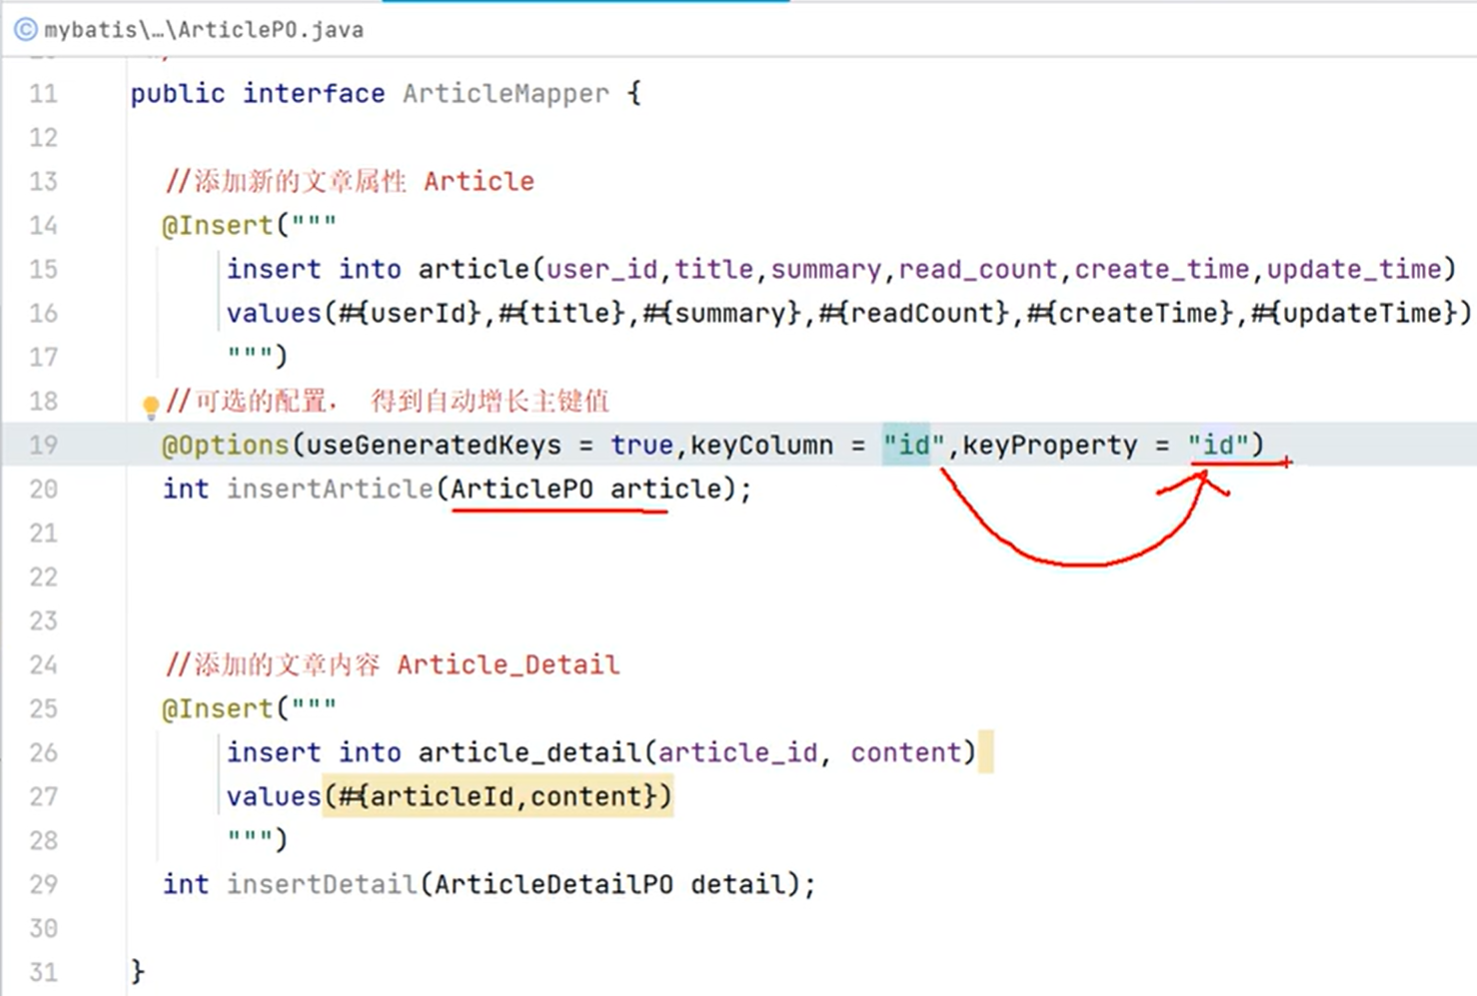 mybatis\…\ArticlePO.java
11 public interface ArticleMapper {
12
13 //添加新的文章属性 Article
14 @Insert("""
15 insert into article(user_id,title,summary,read_count,create_time,update_time)
16 values(#{userId},#{title},#{summary},#{readCount},#{createTime},#{updateTime})
17 """)
18 //可选的配置， 得到自动增长主键值
19 @Options(useGeneratedKeys = true,keyColumn = "id",keyProperty = "id")
20 int insertArticle(ArticlePO article);
21
22
23
24 //添加的文章内容 Article_Detail
25 @Insert("""
26 insert into article_detail(article_id, content)
27 values(#{articleId,content})
28 """)
29 int insertDetail(ArticleDetailPO detail);
30
31 }